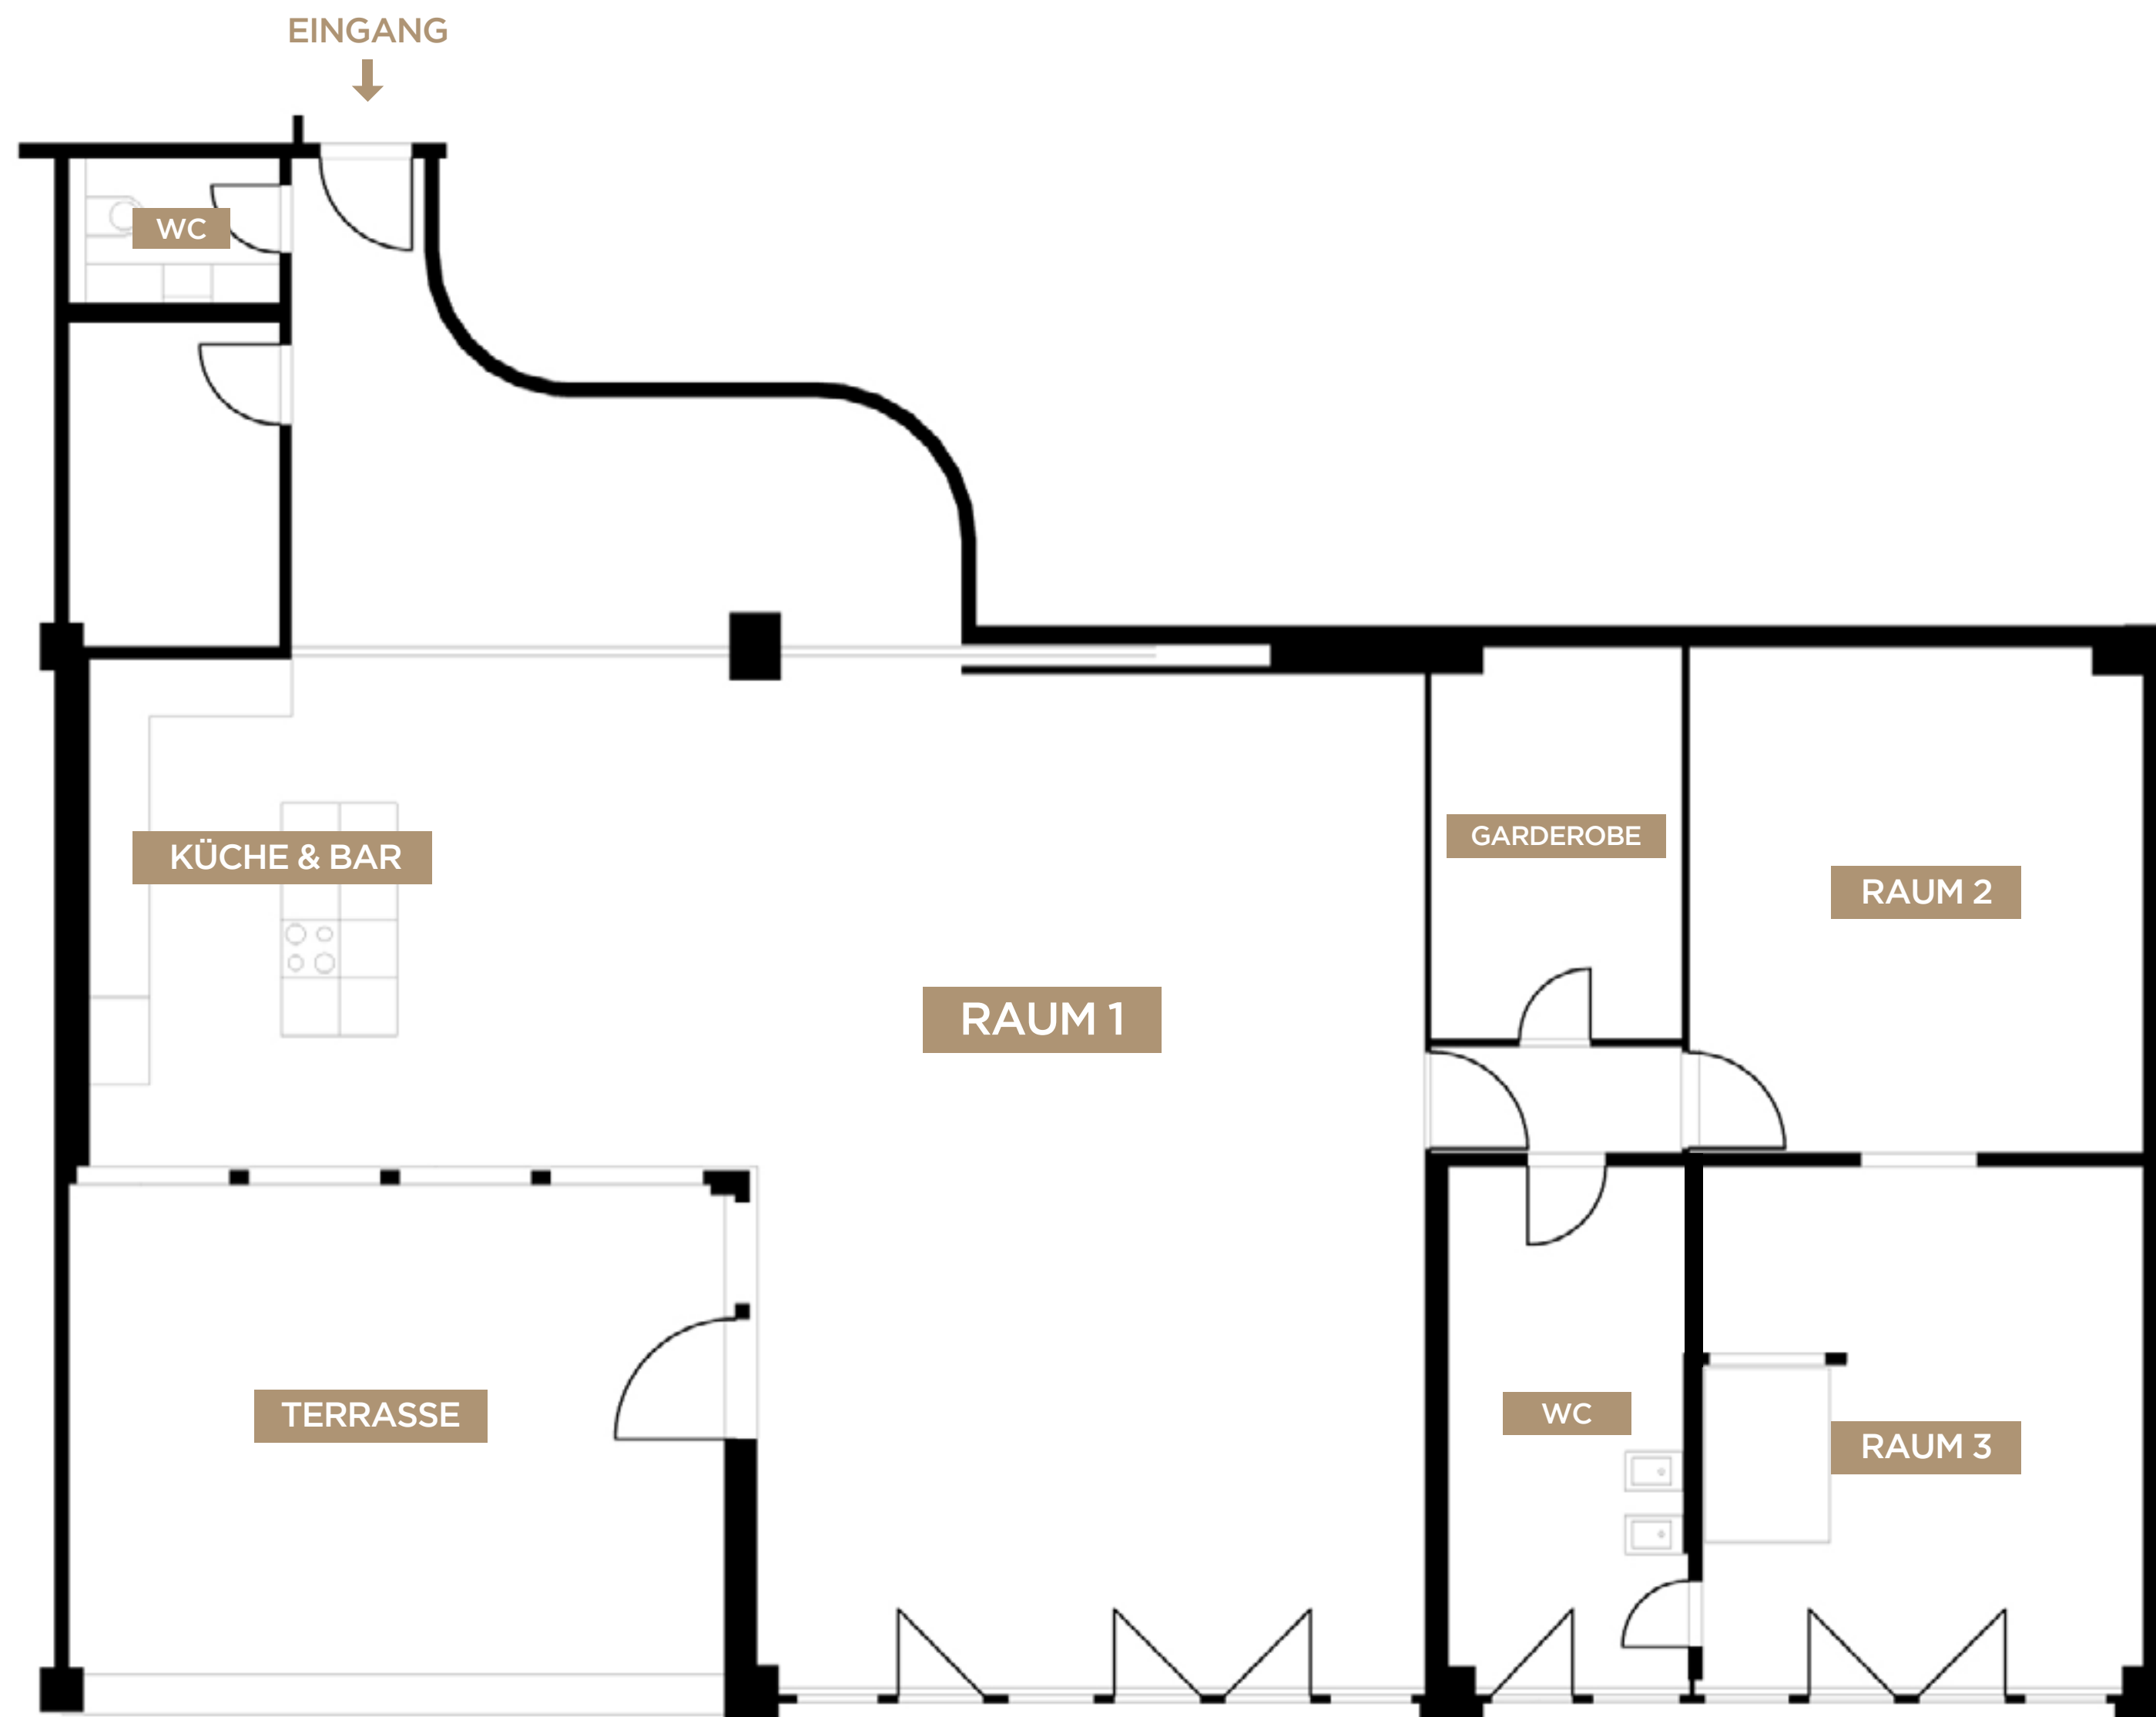 EINGANG
WC
KÜCHE & BAR
GARDEROBE
RAUM 2
RAUM 1
TERRASSE
WC
RAUM 3